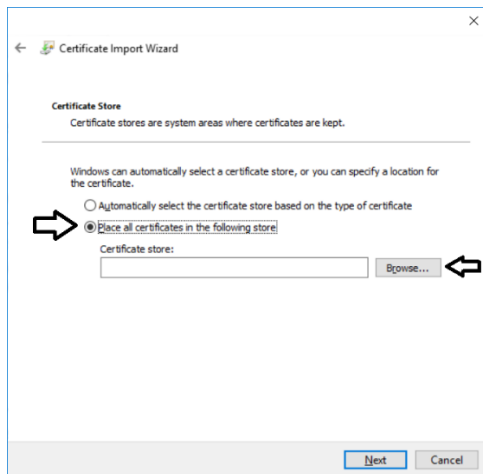 Certificate Import Wizard
Certificate Store
Certificate stores are system areas where certificates are kept.
Windows can automatically select a certificate store, or you can specify a location for
the certificate.
Automatically select the certificate store based on the type of certificate
Place all certificates in the following store
Certificate store:
Browse...
Next
Cancel